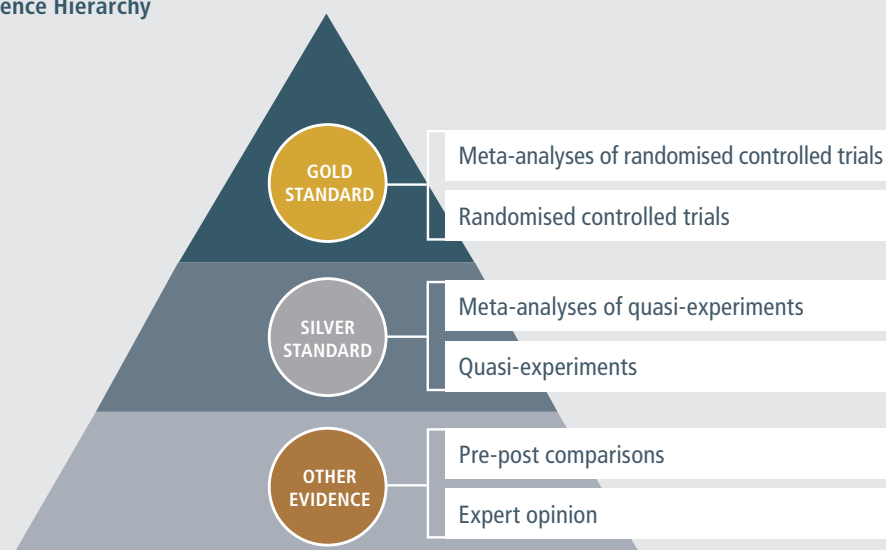 ence Hierarchy
GOLD
STANDARD
Meta-analyses of randomised controlled trials
Randomised controlled trials
SILVER
STANDARD
Meta-analyses of quasi-experiments
Quasi-experiments
OTHER
EVIDENCE
Pre-post comparisons
Expert opinion